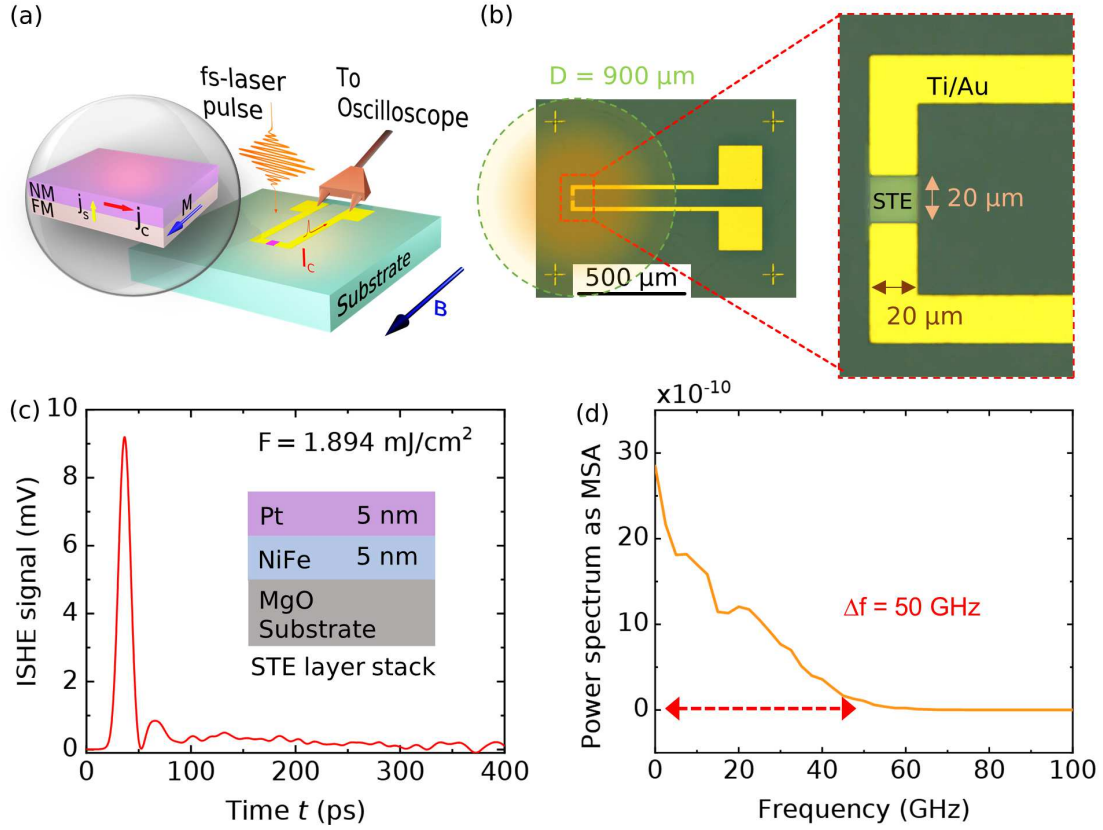 (a)
fs-laser
pulse
To
Oscilloscope
NM
FM
js
jc
M
Ic
Substrate
B
(b)
D = 900 μm
500 μm
Ti/Au
STE
20 μm
20 μm
(c)
ISHE signal (mV)
10
8
6
4
2
0
F = 1.894 mJ/cm²
Pt 5 nm
NiFe 5 nm
MgO
Substrate
STE layer stack
0 100 200 300 400
Time t (ps)
(d)
x10⁻¹⁰
Power spectrum as MSA
30
20
10
0
Δf = 50 GHz
0 20 40 60 80 100
Frequency (GHz)